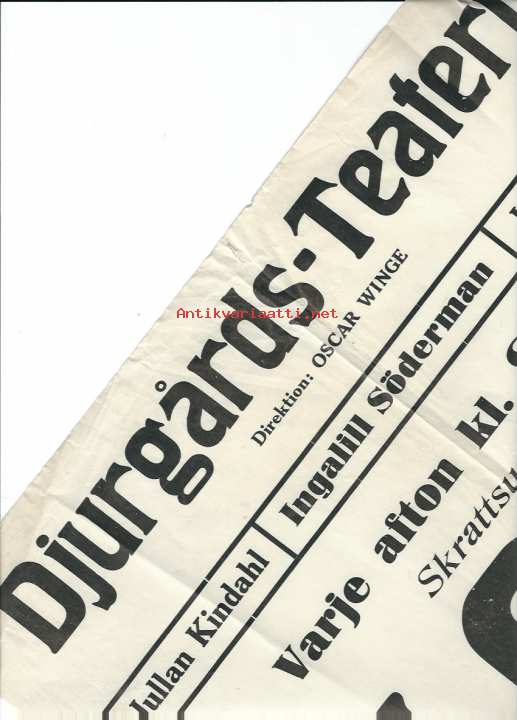 Djurgårds-Teatern
Direktion: OSCAR WINGE
Jullan Kindahl
Ingalill Söderman
Varje afton kl.
Skrattsu
Antikvariaatti.net